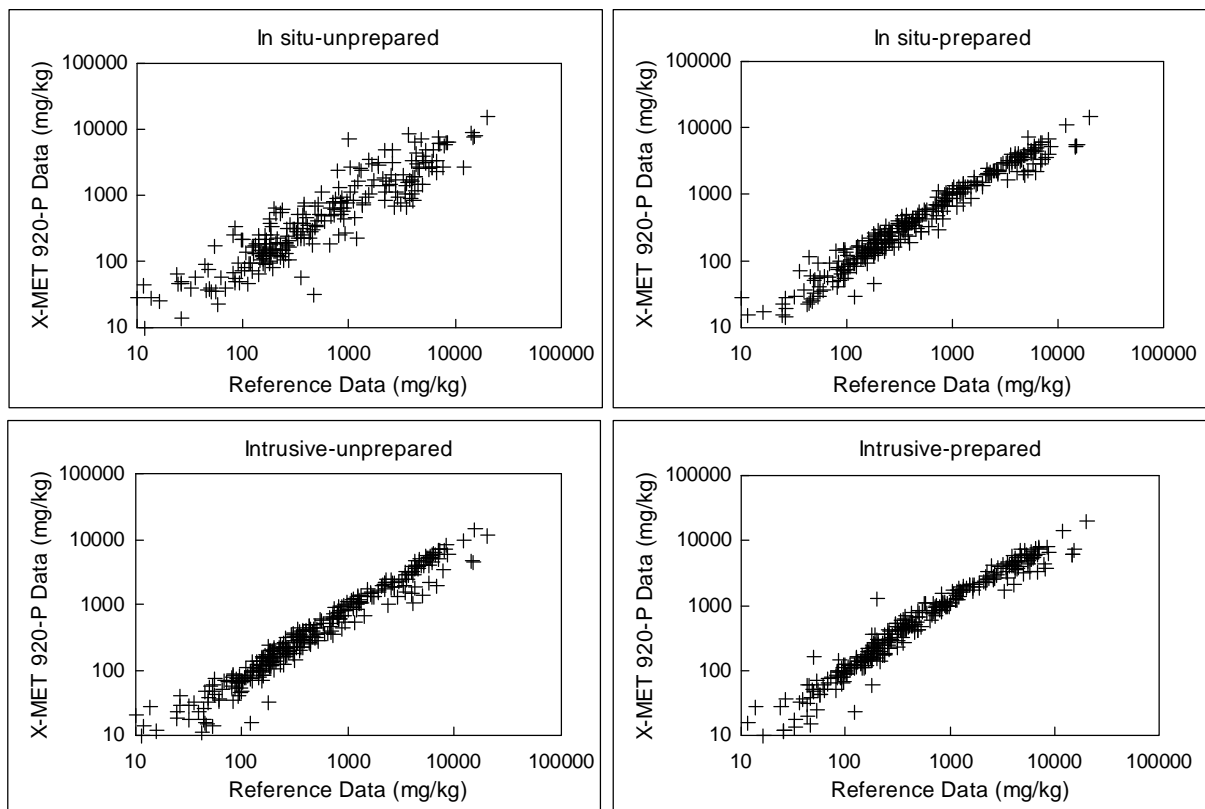 In situ-unprepared
100000
10000
1000
100
10
X-MET 920-P Data (mg/kg)
10 100 1000 10000 100000
Reference Data (mg/kg)
In situ-prepared
100000
10000
1000
100
10
X-MET 920-P Data (mg/kg)
10 100 1000 10000 100000
Reference Data (mg/kg)
Intrusive-unprepared
100000
10000
1000
100
10
X-MET 920-P Data (mg/kg)
10 100 1000 10000 100000
Reference Data (mg/kg)
Intrusive-prepared
100000
10000
1000
100
10
X-MET 920-P Data (mg/kg)
10 100 1000 10000 100000
Reference Data (mg/kg)